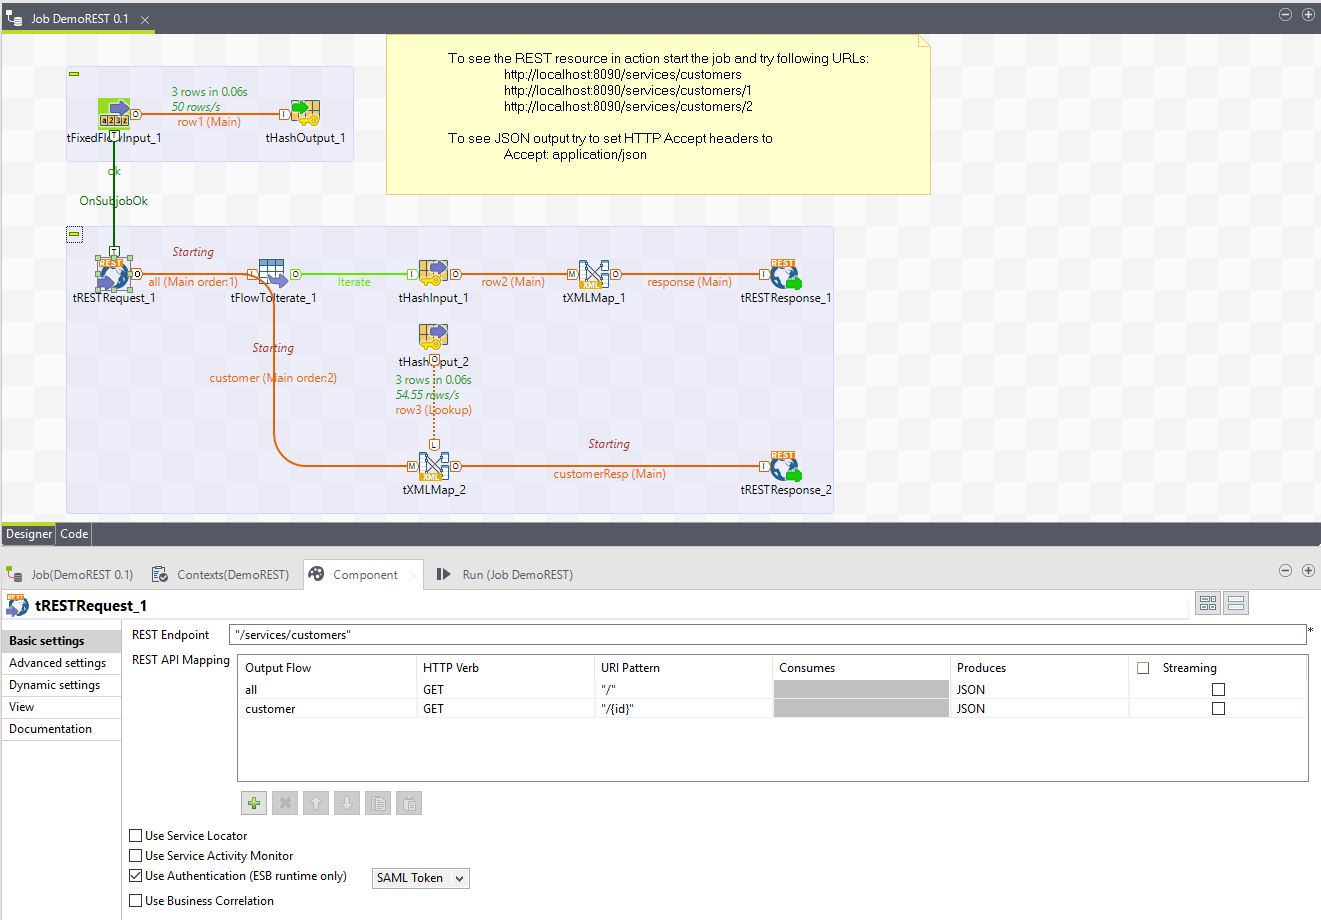 Job DemoREST 0.1
To see the REST resource in action start the job and try following URLs:
http://localhost:8090/services/customers
http://localhost:8090/services/customers/1
http://localhost:8090/services/customers/2
To see JSON output try to set HTTP Accept headers to
Accept: application/json
3 rows in 0.06s
50 rows/s
row1 (Main)
tFixedFlowInput_1
tHashOutput_1
ok
OnSubjobOk
Starting
all (Main order:1)
Iterate
row2 (Main)
response (Main)
tRESTRequest_1
tFlowToIterate_1
tHashInput_1
tXMLMap_1
tRESTResponse_1
Starting
customer (Main order:2)
tHashInput_2
3 rows in 0.06s
54.55 rows/s
row3 (Lookup)
Starting
customerResp (Main)
tXMLMap_2
tRESTResponse_2
Designer Code
Job(DemoREST 0.1) Contexts(DemoREST) Component Run (Job DemoREST)
tRESTRequest_1
Basic settings
Advanced settings
Dynamic settings
View
Documentation
REST Endpoint "/services/customers" *
REST API Mapping
Output Flow HTTP Verb URI Pattern Consumes Produces Streaming
all GET "/" JSON
customer GET "/{id}" JSON
Use Service Locator
Use Service Activity Monitor
Use Authentication (ESB runtime only) SAML Token
Use Business Correlation